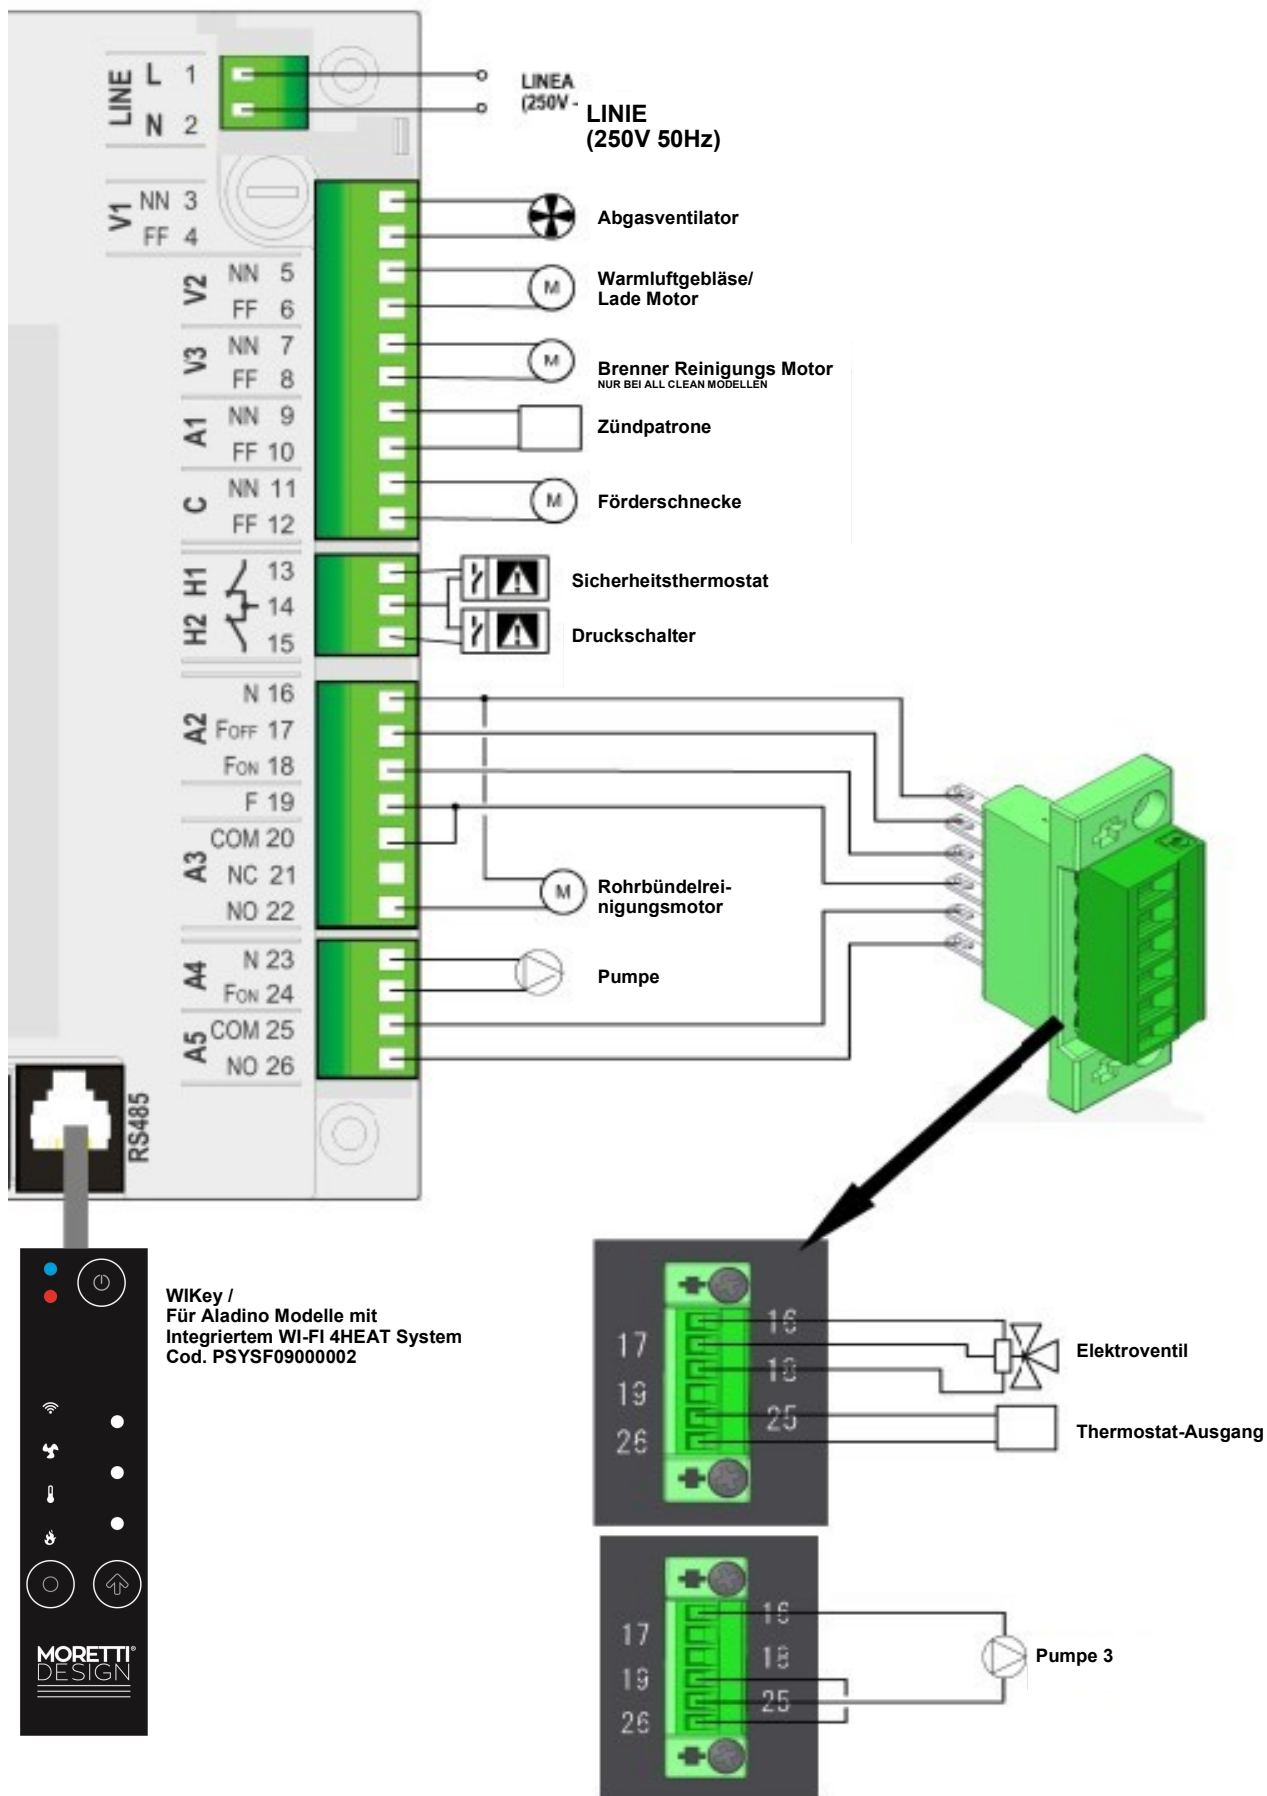 LINE
L 1
N 2
LINEA
(250V -
LINIE
(250V 50Hz)
V1
NN 3
FF 4
Abgasventilator
V2
NN 5
FF 6
Warmluftgebläse/
Lade Motor
V3
NN 7
FF 8
Brenner Reinigungs Motor
NUR BEI ALL CLEAN MODELLEN
A1
NN 9
FF 10
Zündpatrone
C
NN 11
FF 12
M
M
M
Förderschnecke
H1
H2
13
14
15
Sicherheitsthermostat
Druckschalter
A2
N 16
FOFF 17
FON 18
F 19
A3
COM 20
NC 21
NO 22
M
Rohrbündelrei-
nigungsmotor
A4
N 23
FON 24
Pumpe
A5
COM 25
NO 26
RS485
WIKey /
Für Aladino Modelle mit
Integriertem WI-FI 4HEAT System
Cod. PSYSF09000002
MORETTI®
DESIGN
16
17
18
19
25
26
Elektroventil
Thermostat-Ausgang
16
17
18
19
25
26
Pumpe 3